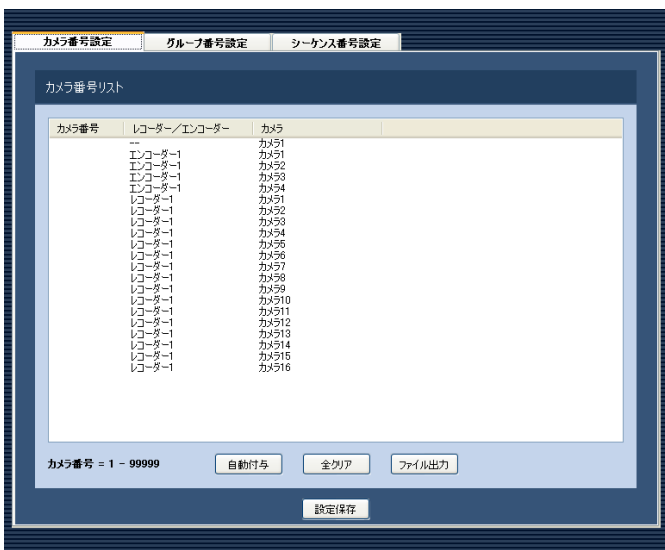 カメラ番号設定 グループ番号設定 シーケンス番号設定
カメラ番号リスト
カメラ番号 レコーダー／エンコーダー カメラ
-- カメラ1
エンコーダー1 カメラ1
エンコーダー1 カメラ2
エンコーダー1 カメラ3
エンコーダー1 カメラ4
レコーダー1 カメラ1
レコーダー1 カメラ2
レコーダー1 カメラ3
レコーダー1 カメラ4
レコーダー1 カメラ5
レコーダー1 カメラ6
レコーダー1 カメラ7
レコーダー1 カメラ8
レコーダー1 カメラ9
レコーダー1 カメラ10
レコーダー1 カメラ11
レコーダー1 カメラ12
レコーダー1 カメラ13
レコーダー1 カメラ14
レコーダー1 カメラ15
レコーダー1 カメラ16
カメラ番号 = 1 - 99999 自動付与 全クリア ファイル出力
設定保存